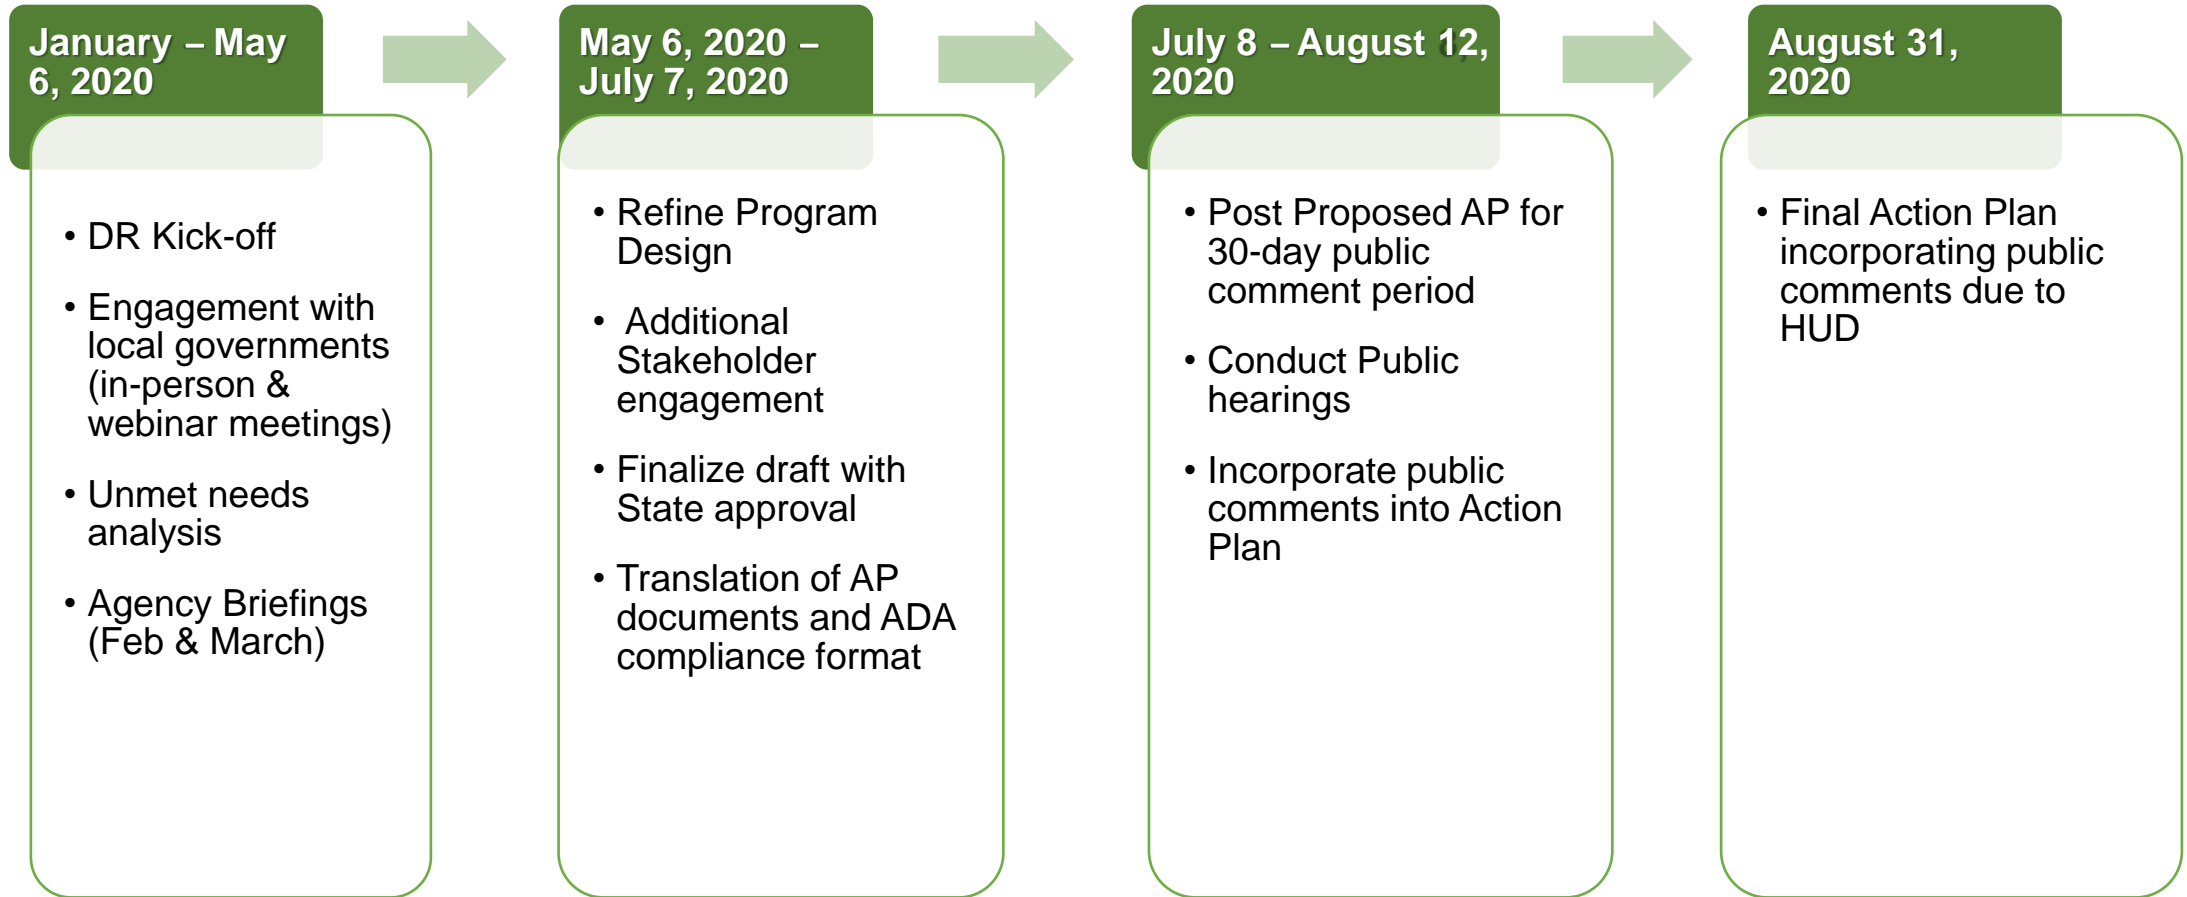 January – May
6, 2020
• DR Kick-off
• Engagement with
local governments
(in-person &
webinar meetings)
• Unmet needs
analysis
• Agency Briefings
(Feb & March)
May 6, 2020 –
July 7, 2020
• Refine Program
Design
• Additional
Stakeholder
engagement
• Finalize draft with
State approval
• Translation of AP
documents and ADA
compliance format
July 8 – August 12,
2020
• Post Proposed AP for
30-day public
comment period
• Conduct Public
hearings
• Incorporate public
comments into Action
Plan
August 31,
2020
• Final Action Plan
incorporating public
comments due to
HUD